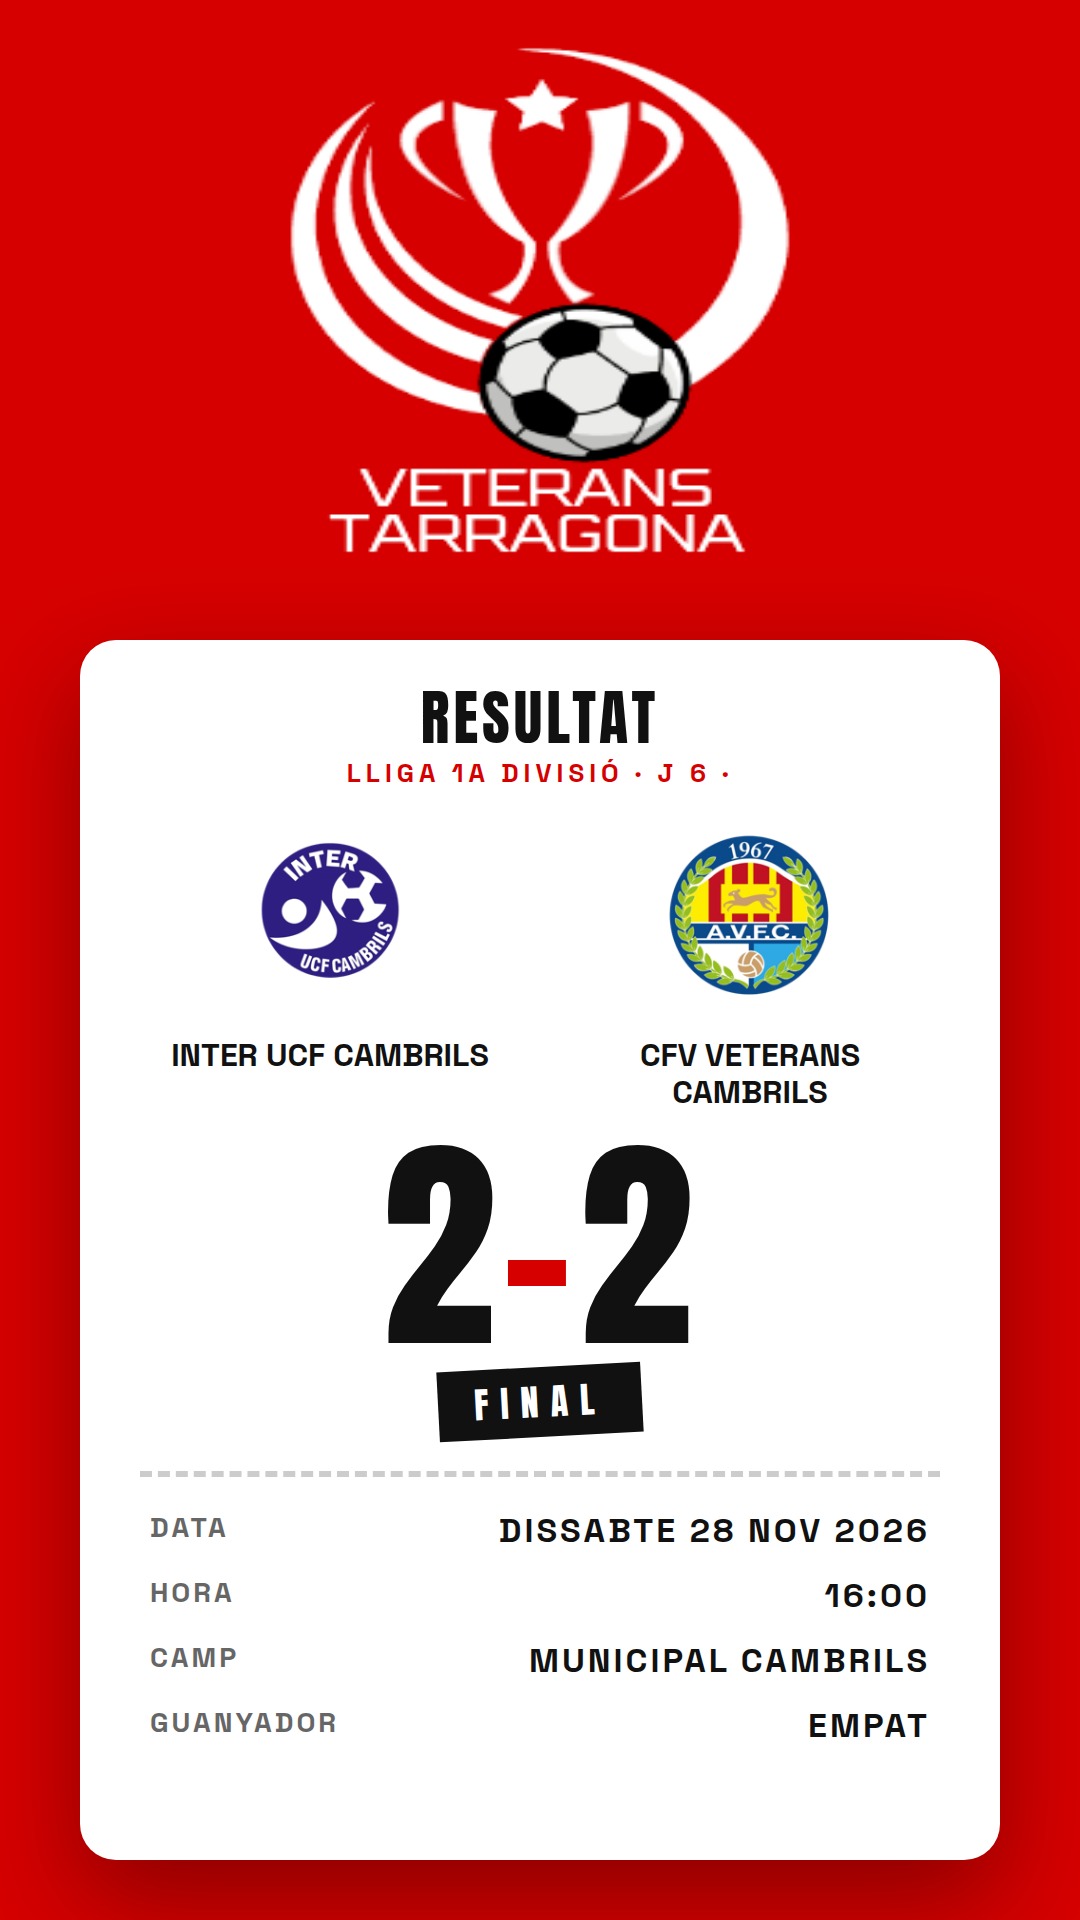 VETERANS
TARRAGONA
RESULTAT
LLIGA 1A DIVISIÓ · J 6 ·
INTER
UCF CAMBRILS
1967
A.V.F.C.
INTER UCF CAMBRILS
CFV VETERANS
CAMBRILS
2-2
FINAL
DATA DISSABTE 28 NOV 2026
HORA 16:00
CAMP MUNICIPAL CAMBRILS
GUANYADOR EMPAT